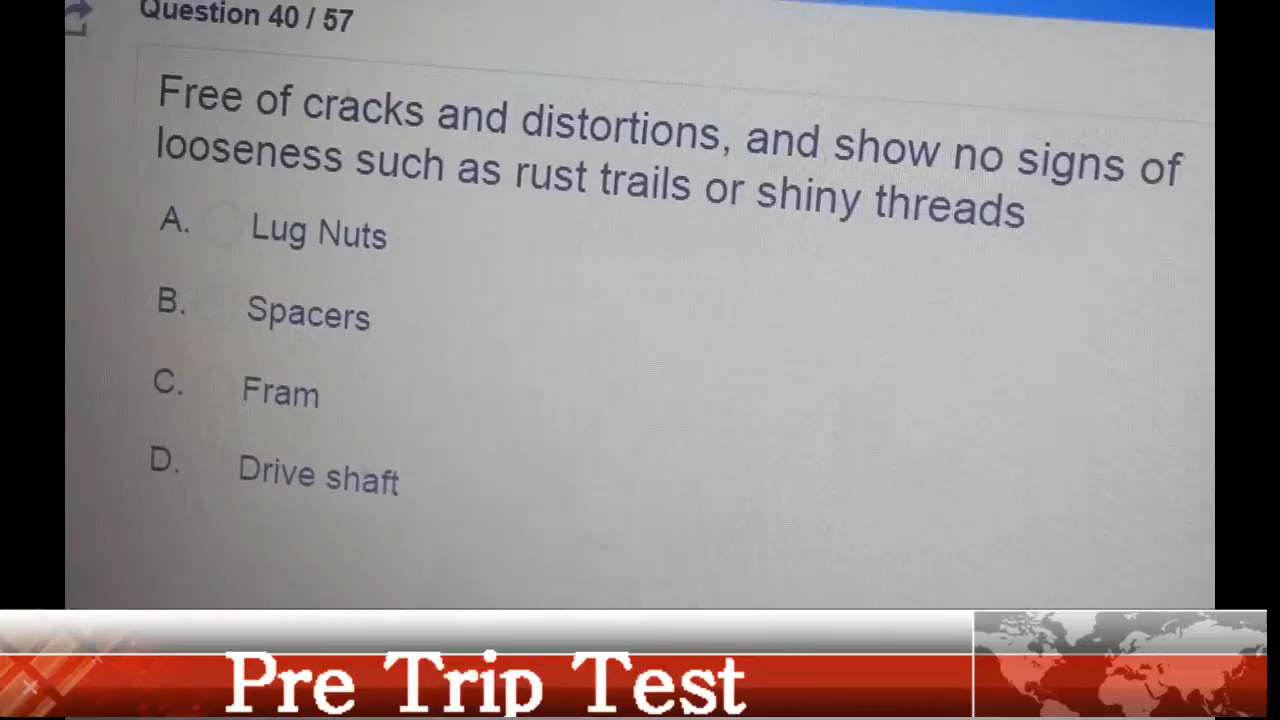 Question 40 / 57
Free of cracks and distortions, and show no signs of
looseness such as rust trails or shiny threads
A. Lug Nuts
B. Spacers
C. Fram
D. Drive shaft
Pre Trip Test